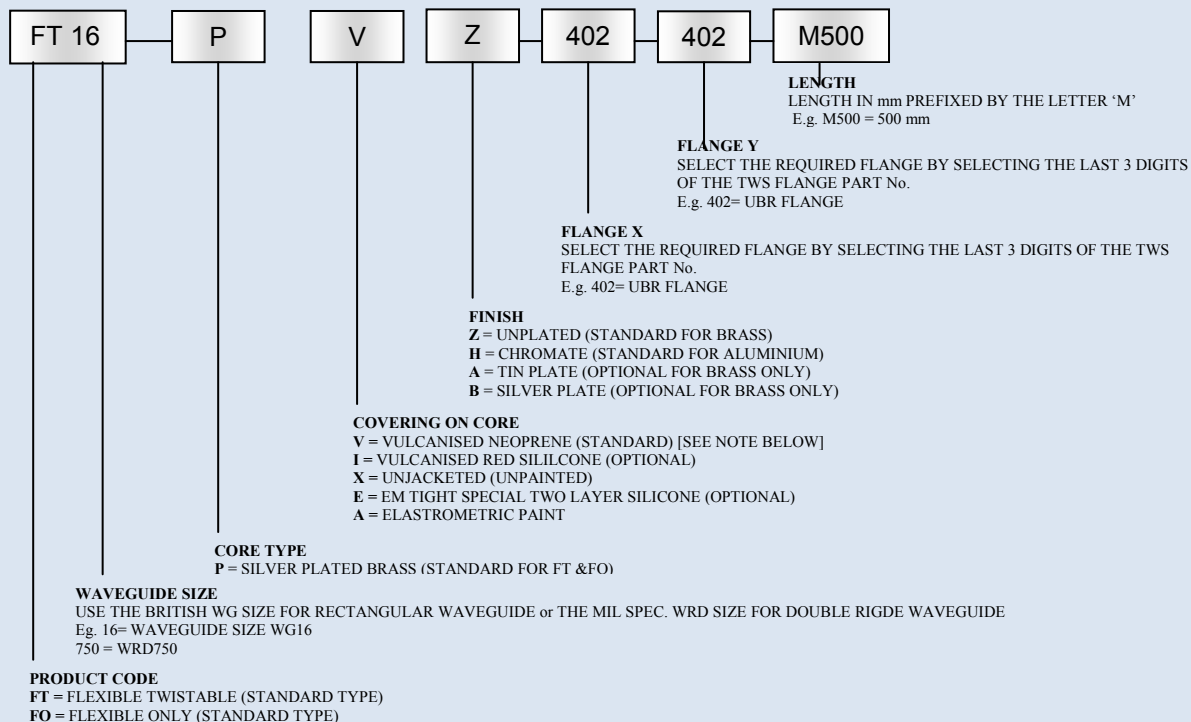 FT 16 P V Z 402 402 M500
LENGTH
LENGTH IN mm PREFIXED BY THE LETTER ‘M’
E.g. M500 = 500 mm
FLANGE Y
SELECT THE REQUIRED FLANGE BY SELECTING THE LAST 3 DIGITS
OF THE TWS FLANGE PART No.
E.g. 402= UBR FLANGE
FLANGE X
SELECT THE REQUIRED FLANGE BY SELECTING THE LAST 3 DIGITS OF THE TWS
FLANGE PART No.
E.g. 402= UBR FLANGE
FINISH
Z = UNPLATED (STANDARD FOR BRASS)
H = CHROMATE (STANDARD FOR ALUMINIUM)
A = TIN PLATE (OPTIONAL FOR BRASS ONLY)
B = SILVER PLATE (OPTIONAL FOR BRASS ONLY)
COVERING ON CORE
V = VULCANISED NEOPRENE (STANDARD) [SEE NOTE BELOW]
I = VULCANISED RED SILILCONE (OPTIONAL)
X = UNJACKETED (UNPAINTED)
E = EM TIGHT SPECIAL TWO LAYER SILICONE (OPTIONAL)
A = ELASTROMETRIC PAINT
CORE TYPE
P = SILVER PLATED BRASS (STANDARD FOR FT &FO)
WAVEGUIDE SIZE
USE THE BRITISH WG SIZE FOR RECTANGULAR WAVEGUIDE or THE MIL SPEC. WRD SIZE FOR DOUBLE RIGDE WAVEGUIDE
Eg. 16= WAVEGUIDE SIZE WG16
750 = WRD750
PRODUCT CODE
FT = FLEXIBLE TWISTABLE (STANDARD TYPE)
FO = FLEXIBLE ONLY (STANDARD TYPE)